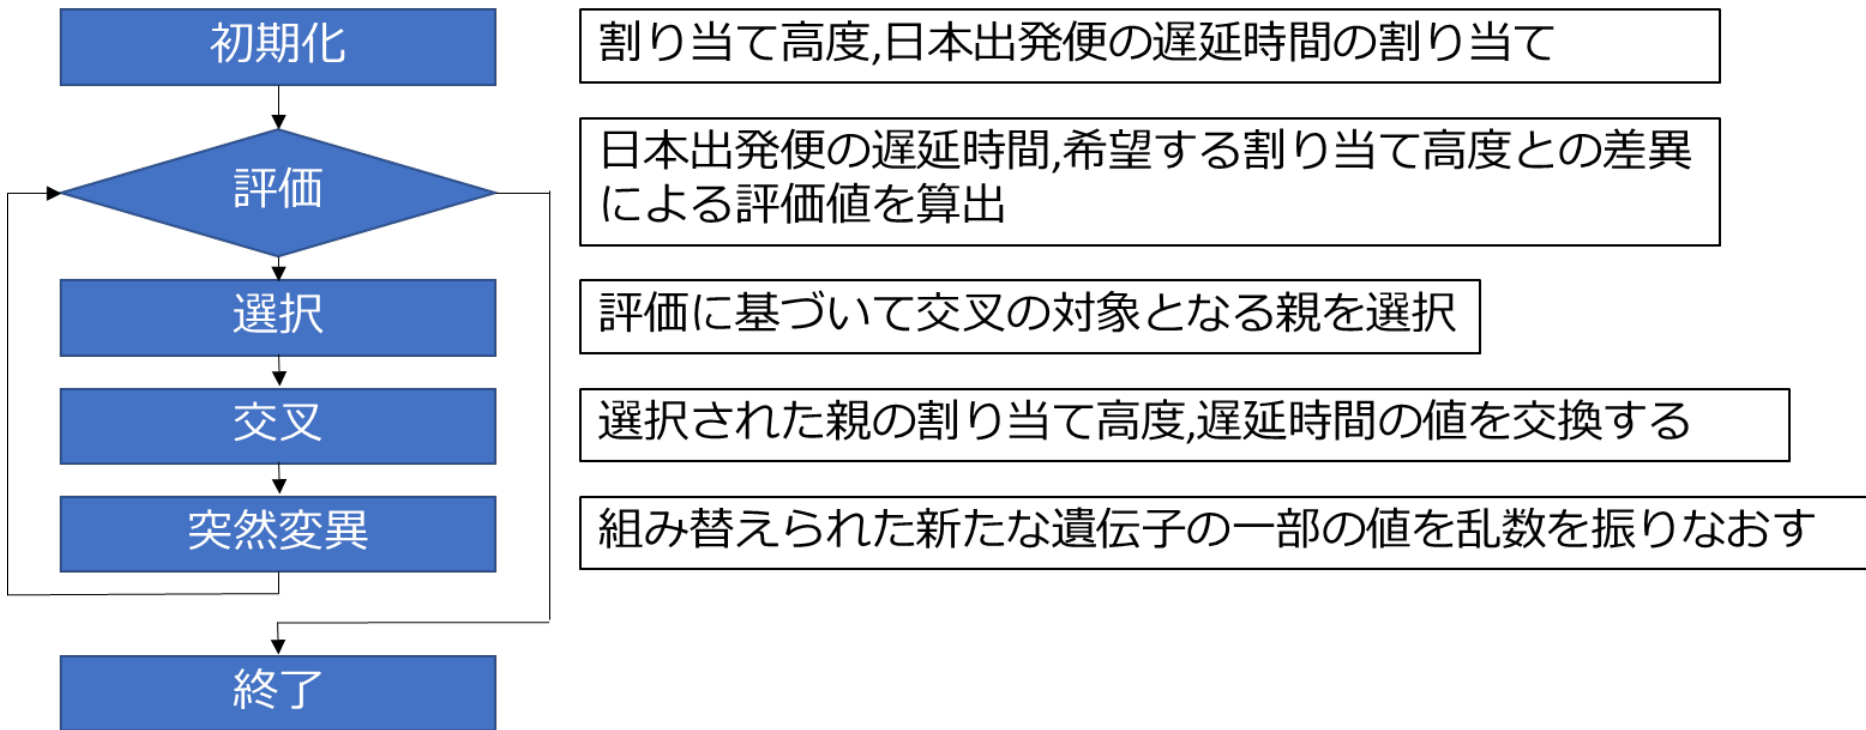 初期化
割り当て高度,日本出発便の遅延時間の割り当て
評価
日本出発便の遅延時間,希望する割り当て高度との差異
による評価値を算出
選択
評価に基づいて交叉の対象となる親を選択
交叉
選択された親の割り当て高度,遅延時間の値を交換する
突然変異
組み替えられた新たな遺伝子の一部の値を乱数を振りなおす
終了